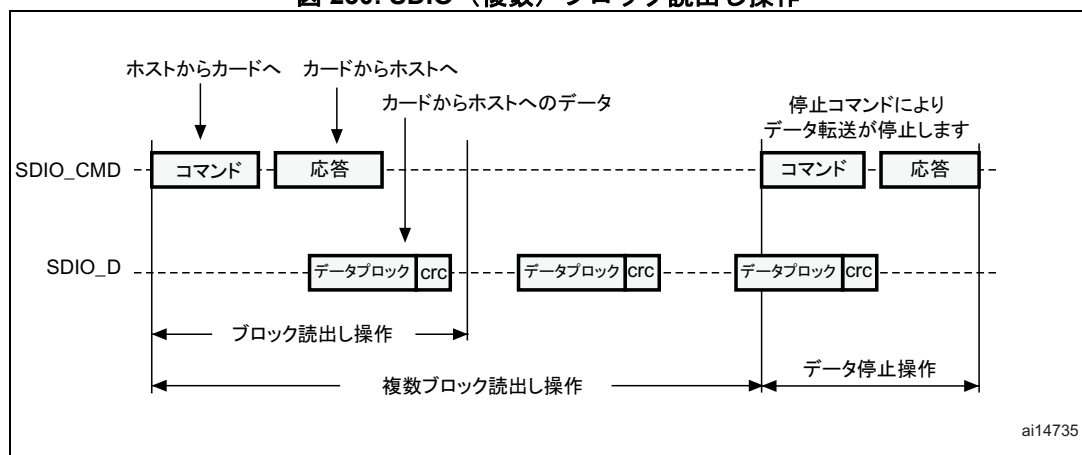 ホストからカードへ カードからホストへ
カードからホストへのデータ
停止コマンドにより
データ転送が停止します
SDIO_CMD コマンド 応答 コマンド 応答
SDIO_D データブロック crc データブロック crc データブロック crc
ブロック読出し操作
複数ブロック読出し操作
データ停止操作
ai14735